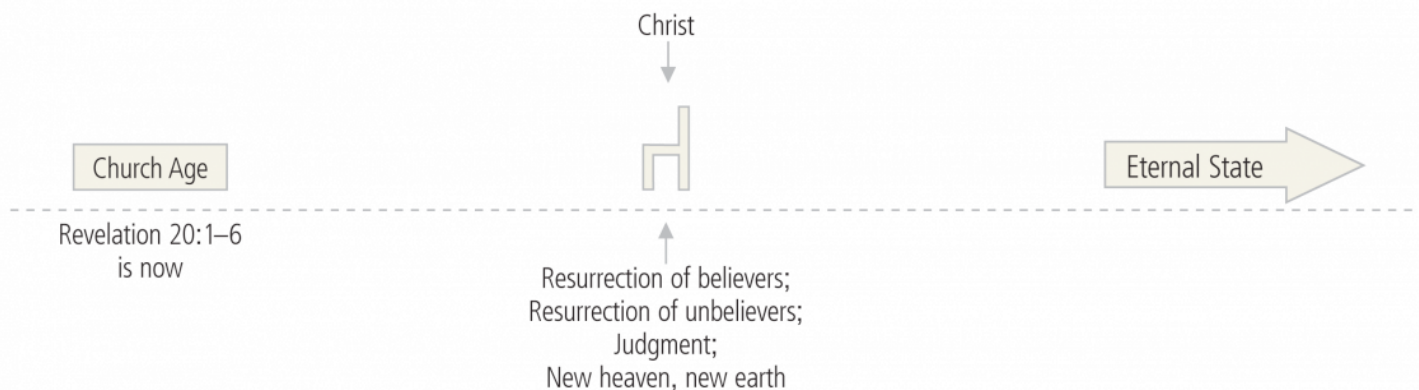 Christ
Church Age
Eternal State
Revelation 20:1–6
is now
Resurrection of believers;
Resurrection of unbelievers;
Judgment;
New heaven, new earth